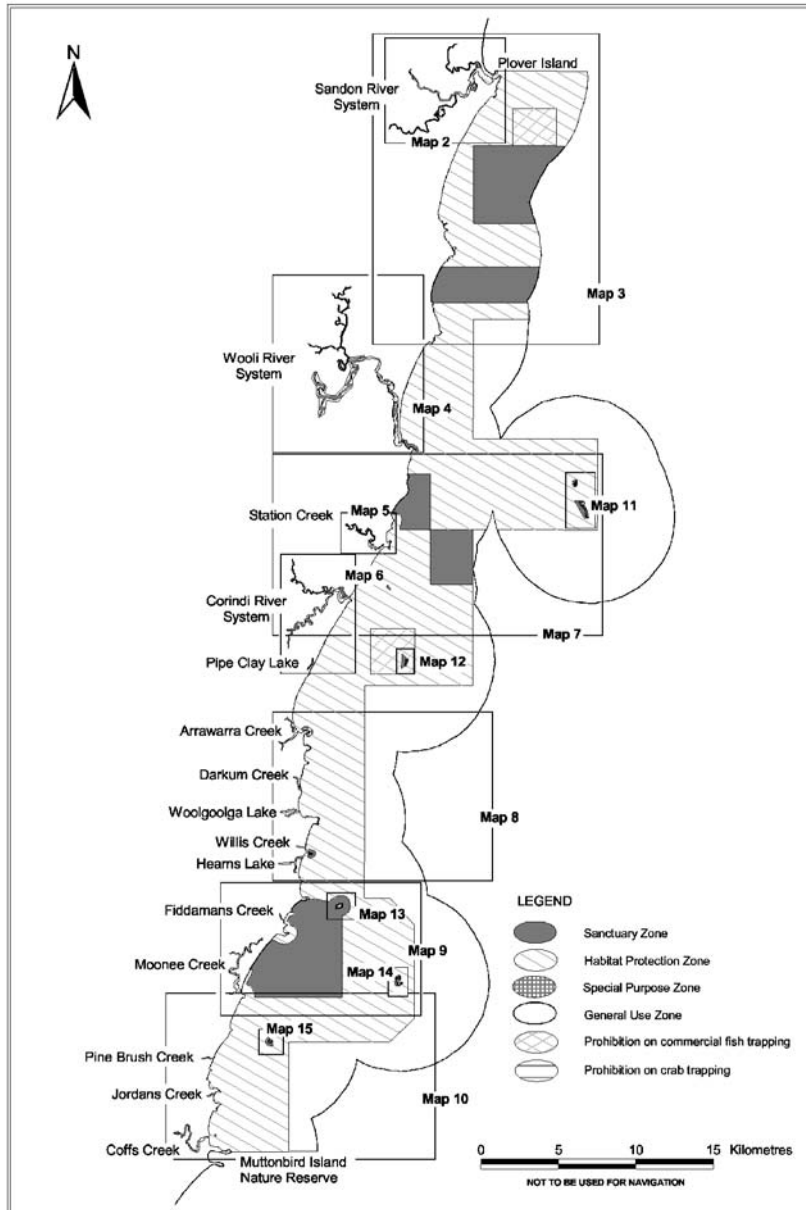 N
Plover Island
Sandon River
System
Map 2
Map 3
Wooli River
System
Map 4
Map 11
Station Creek
Map 5
Map 6
Corindi River
System
Map 7
Pipe Clay Lake
Map 12
Arrawarra Creek
Darkum Creek
Woolgoolga Lake
Map 8
Willis Creek
Hearns Lake
Fiddamans Creek
Map 13
Map 9
Moonee Creek
Map 14
Map 15
Pine Brush Creek
Jordans Creek
Map 10
Coffs Creek
Muttonbird Island
Nature Reserve
LEGEND
Sanctuary Zone
Habitat Protection Zone
Special Purpose Zone
General Use Zone
Prohibition on commercial fish trapping
Prohibition on crab trapping
0 5 10 15 Kilometres
NOT TO BE USED FOR NAVIGATION